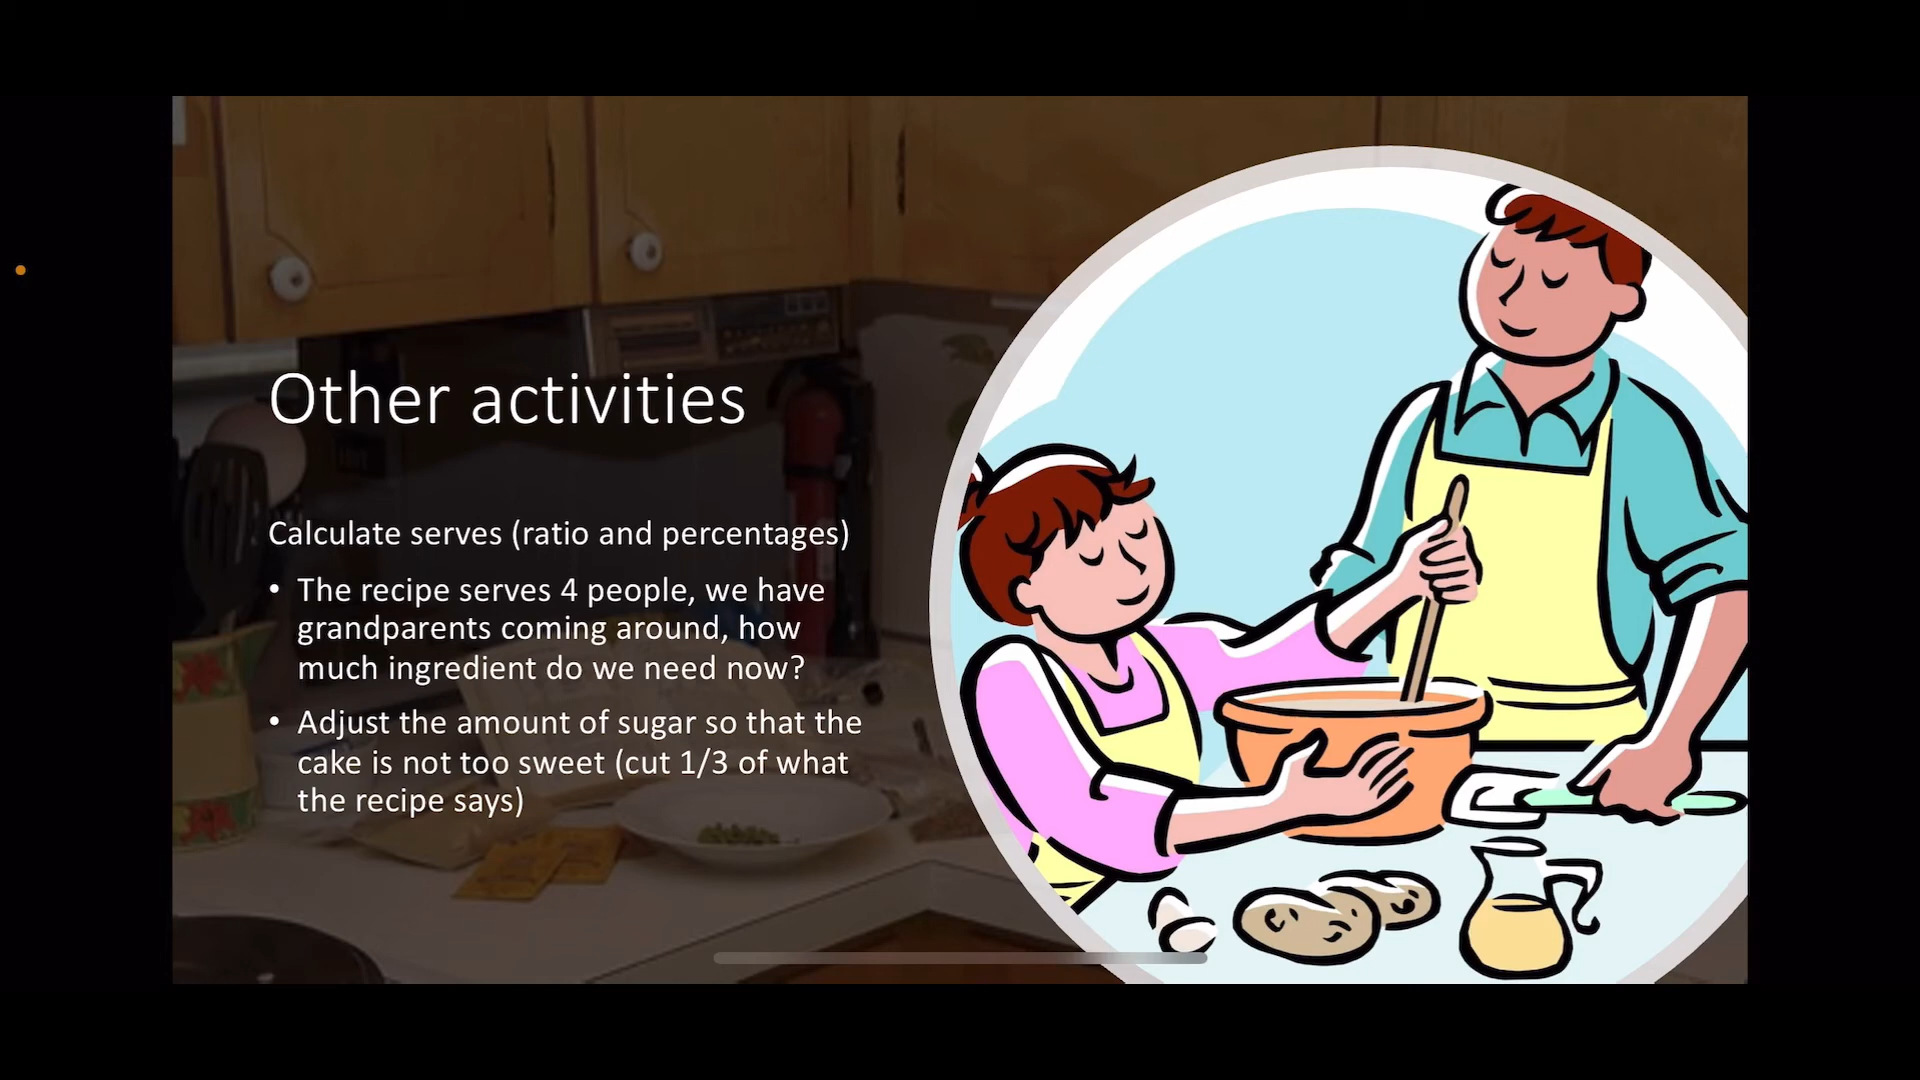 Other activities
Calculate serves (ratio and percentages)
• The recipe serves 4 people, we have
grandparents coming around, how
much ingredient do we need now?
• Adjust the amount of sugar so that the
cake is not too sweet (cut 1/3 of what
the recipe says)